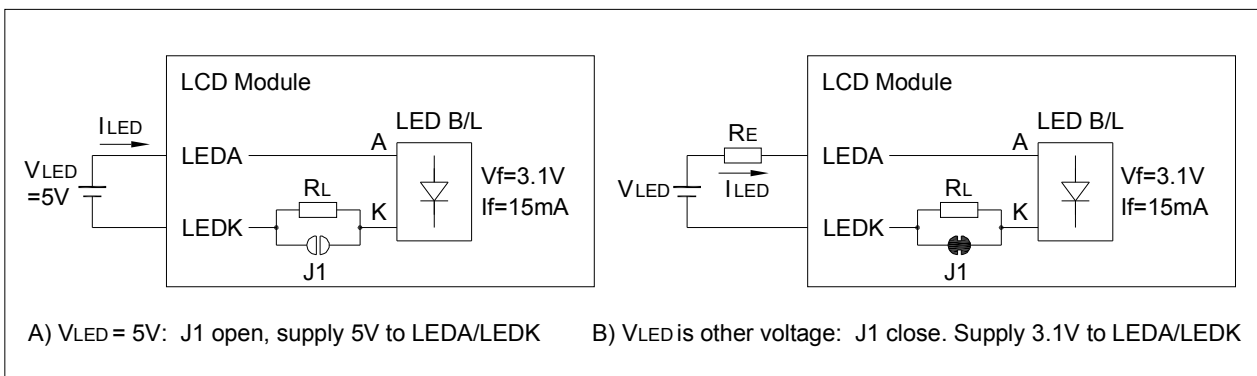 LCD Module
ILED
LED B/L
LEDA
A
VLED
=5V
Vf=3.1V
If=15mA
RL
K
LEDK
J1
A) VLED = 5V: J1 open, supply 5V to LEDA/LEDK
LCD Module
RE
LED B/L
LEDA
A
ILED
VLED
Vf=3.1V
If=15mA
RL
K
LEDK
J1
B) VLED is other voltage: J1 close. Supply 3.1V to LEDA/LEDK